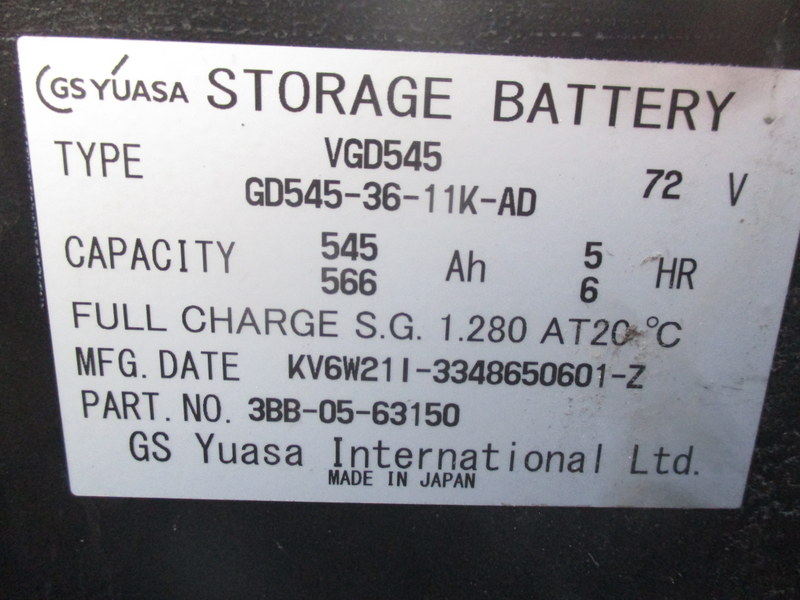 GS YUASA STORAGE BATTERY
TYPE VGD545
GD545-36-11K-AD 72 V
CAPACITY 545 Ah 5 HR
566 6
FULL CHARGE S.G. 1.280 AT20 °C
MFG. DATE KV6W21I-3348650601-Z
PART. NO. 3BB-05-63150
GS Yuasa International Ltd.
MADE IN JAPAN